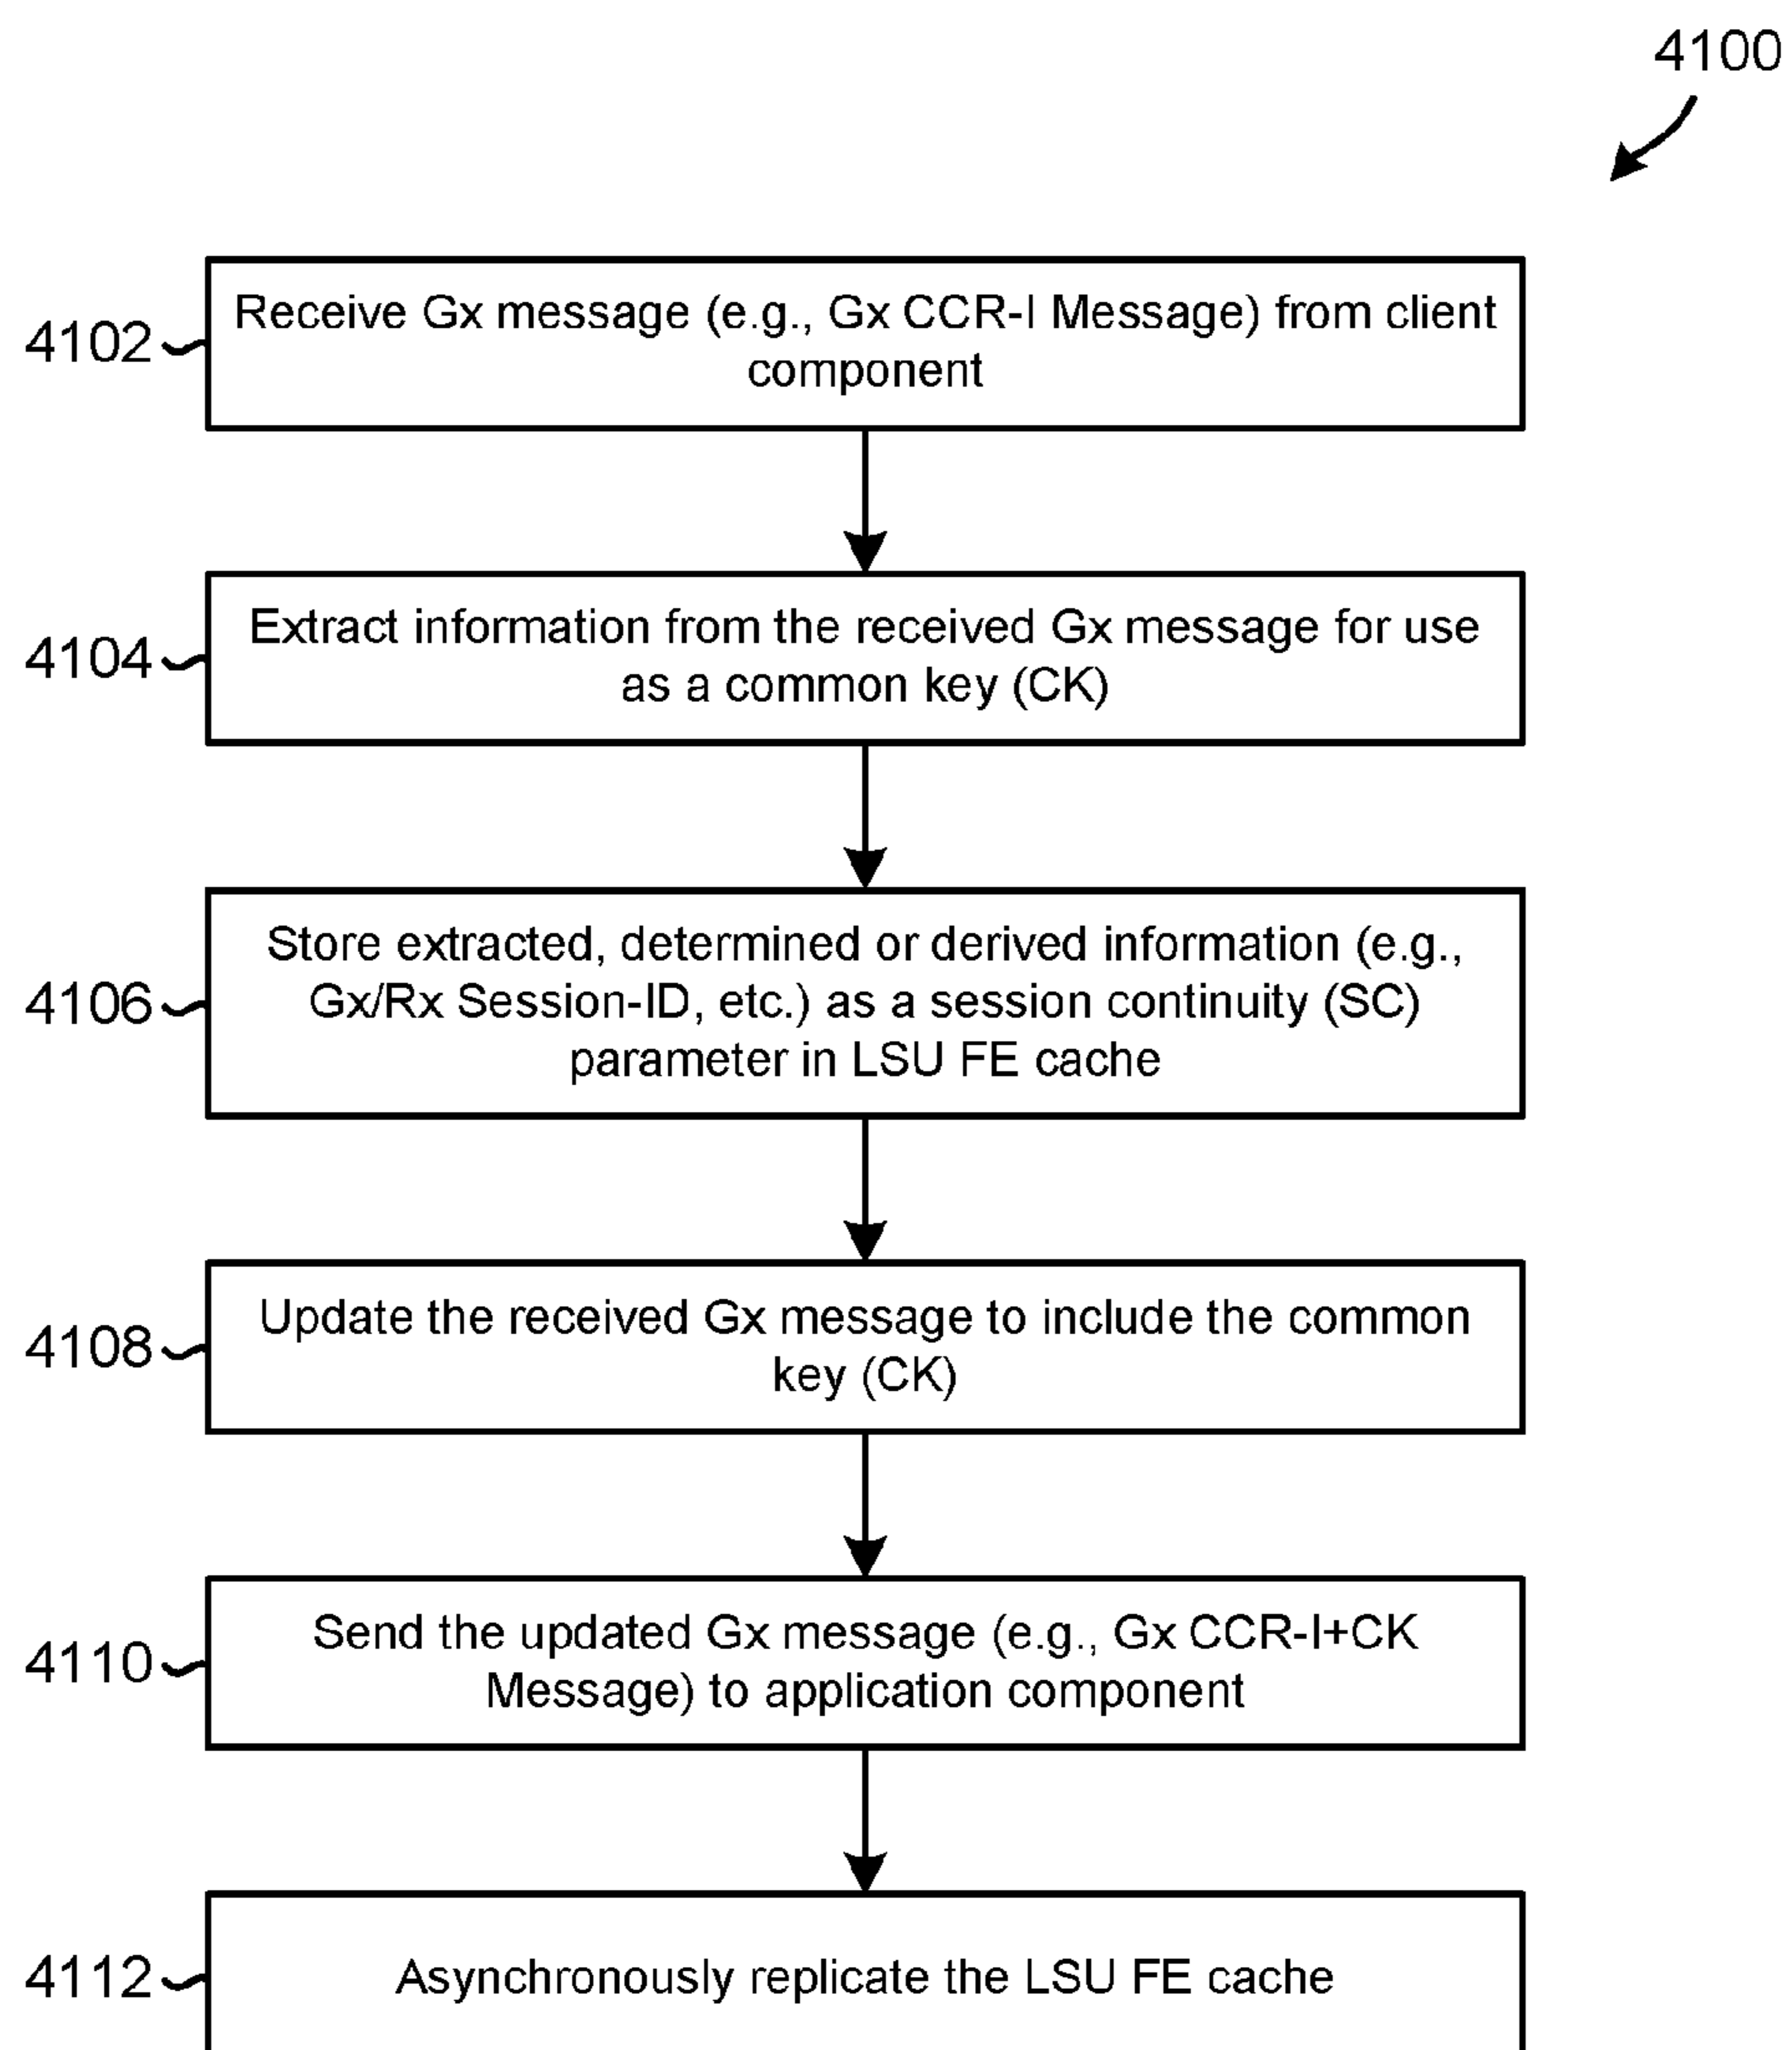 4100
4102
Receive Gx message (e.g., Gx CCR-I Message) from client
component
4104
Extract information from the received Gx message for use
as a common key (CK)
4106
Store extracted, determined or derived information (e.g.,
Gx/Rx Session-ID, etc.) as a session continuity (SC)
parameter in LSU FE cache
4108
Update the received Gx message to include the common
key (CK)
4110
Send the updated Gx message (e.g., Gx CCR-I+CK
Message) to application component
4112
Asynchronously replicate the LSU FE cache